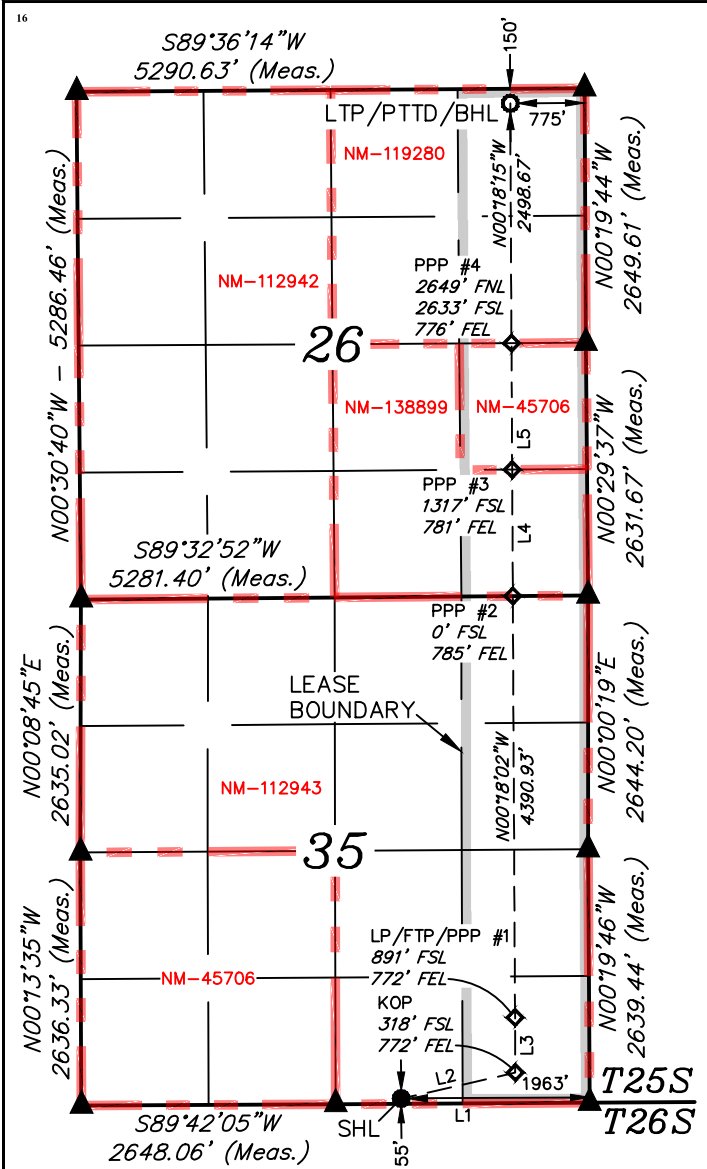 16
S89°36'14"W
5290.63' (Meas.)
150'
LTP/PTTD/BHL
775'
NM-119280
N00°18'15"W
2498.67'
N00°19'44"W
2649.61' (Meas.)
N00°30'40"W - 5286.46' (Meas.)
NM-112942
PPP #4
2649' FNL
2633' FSL
776' FEL
26
NM-138899
NM-45706
L5
N00°29'37"W
2631.67' (Meas.)
PPP #3
1317' FSL
781' FEL
L4
S89°32'52"W
5281.40' (Meas.)
PPP #2
0' FSL
785' FEL
N00°08'45"E
2635.02' (Meas.)
LEASE
BOUNDARY
N00°18'02"W
4390.93'
N00°00'19"E
2644.20' (Meas.)
NM-112943
35
LP/FTP/PPP #1
891' FSL
772' FEL
N00°13'35"W
2636.33' (Meas.)
NM-45706
KOP
318' FSL
772' FEL
L3
N00°19'46"W
2639.44' (Meas.)
L2
1963'
T25S
L1
T26S
S89°42'05"W
2648.06' (Meas.)
SHL
55'